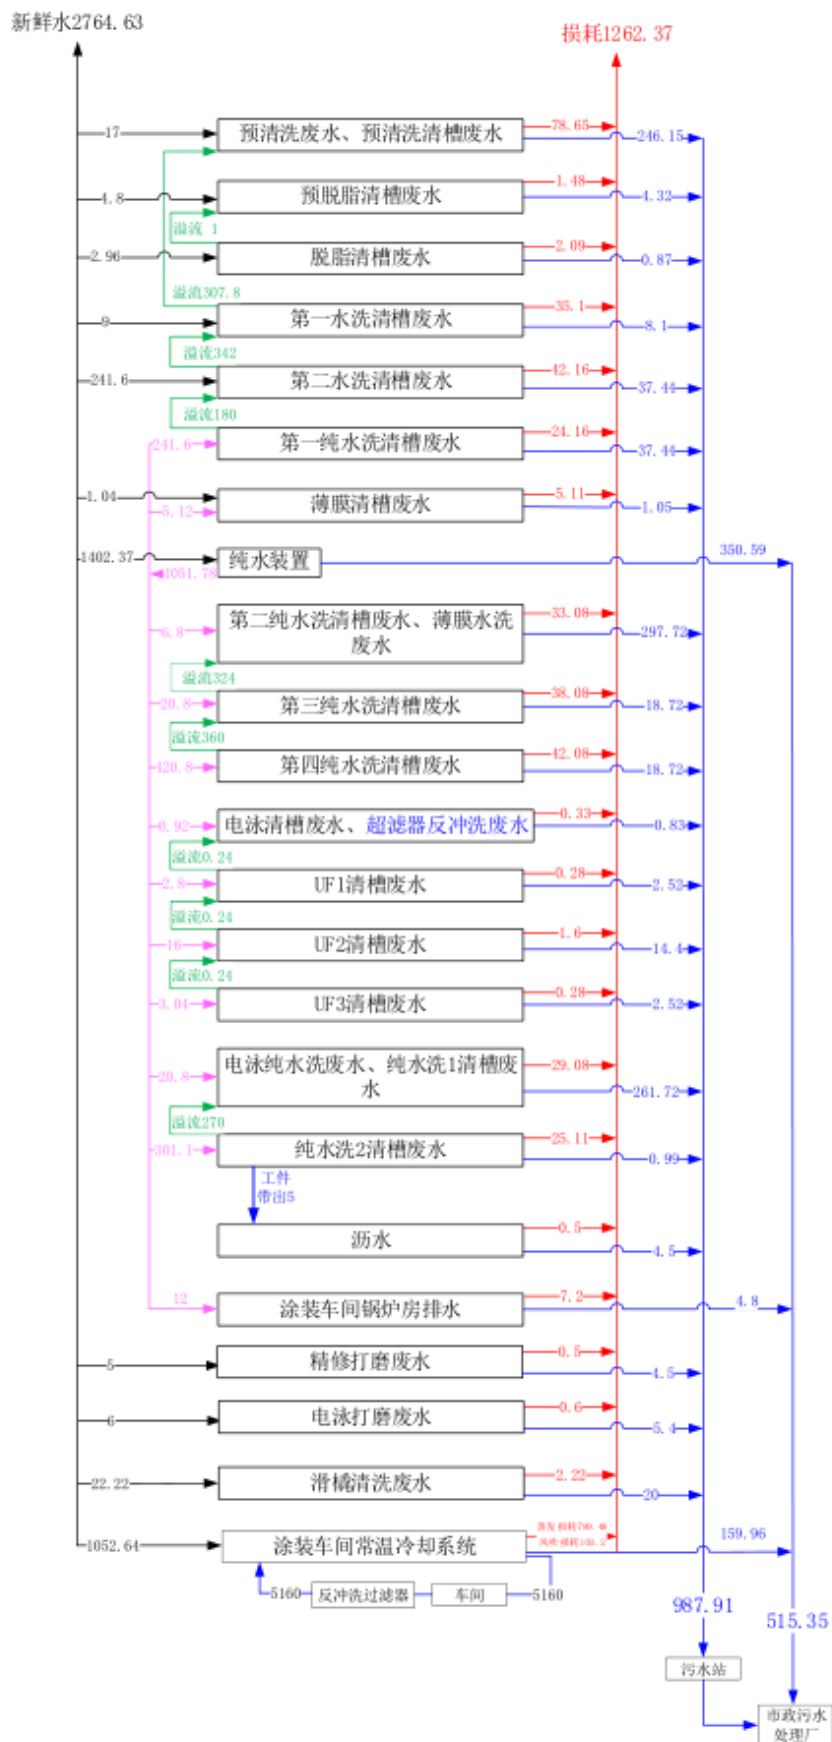 新鲜水2764.63
损耗1262.37
17
预清洗废水、预清洗清槽废水
78.65
246.15
4.8
预脱脂清槽废水
1.48
4.32
溢流 1
2.96
脱脂清槽废水
2.09
0.87
溢流307.8
9
第一水洗清槽废水
35.1
8.1
溢流342
241.6
第二水洗清槽废水
42.16
37.44
溢流180
241.6
第一纯水洗清槽废水
24.16
37.44
1.04
5.12
薄膜清槽废水
5.11
1.05
1402.37
纯水装置
350.59
1051.78
6.8
第二纯水洗清槽废水、薄膜水洗
废水
33.08
297.72
溢流324
20.8
第三纯水洗清槽废水
38.08
18.72
溢流360
420.8
第四纯水洗清槽废水
42.08
18.72
0.92
电泳清槽废水、超滤器反冲洗废水
0.33
0.83
溢流0.24
2.8
UF1清槽废水
0.28
2.52
溢流0.24
16
UF2清槽废水
1.6
14.4
溢流0.24
3.04
UF3清槽废水
0.28
2.52
20.8
电泳纯水洗废水、纯水洗1清槽废
水
29.08
261.72
溢流270
301.1
纯水洗2清槽废水
25.11
0.99
工件
带出5
沥水
0.5
4.5
12
涂装车间锅炉房排水
7.2
4.8
5
精修打磨废水
0.5
4.5
6
电泳打磨废水
0.6
5.4
22.22
滑橇清洗废水
2.22
20
1052.64
涂装车间常温冷却系统
159.96
5160
反冲洗过滤器
车间
5160
987.91
515.35
污水站
市政污水
处理厂